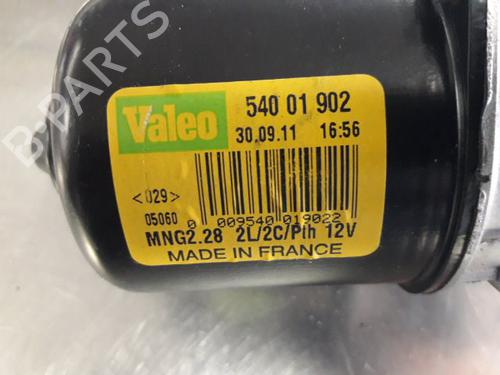 Valeo
540 01 902
30.09.11 16:56
<029>
05060
0 009540 019022
MNG2.28 2L/2C/Pth 12V
MADE IN FRANCE
B-PARTS